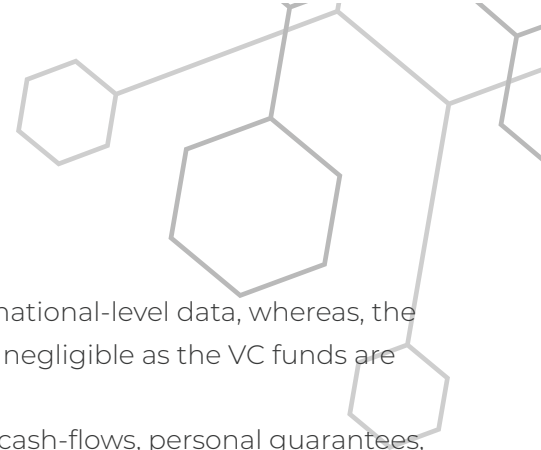 national-level data, whereas, the
negligible as the VC funds are
cash-flows, personal guarantees,